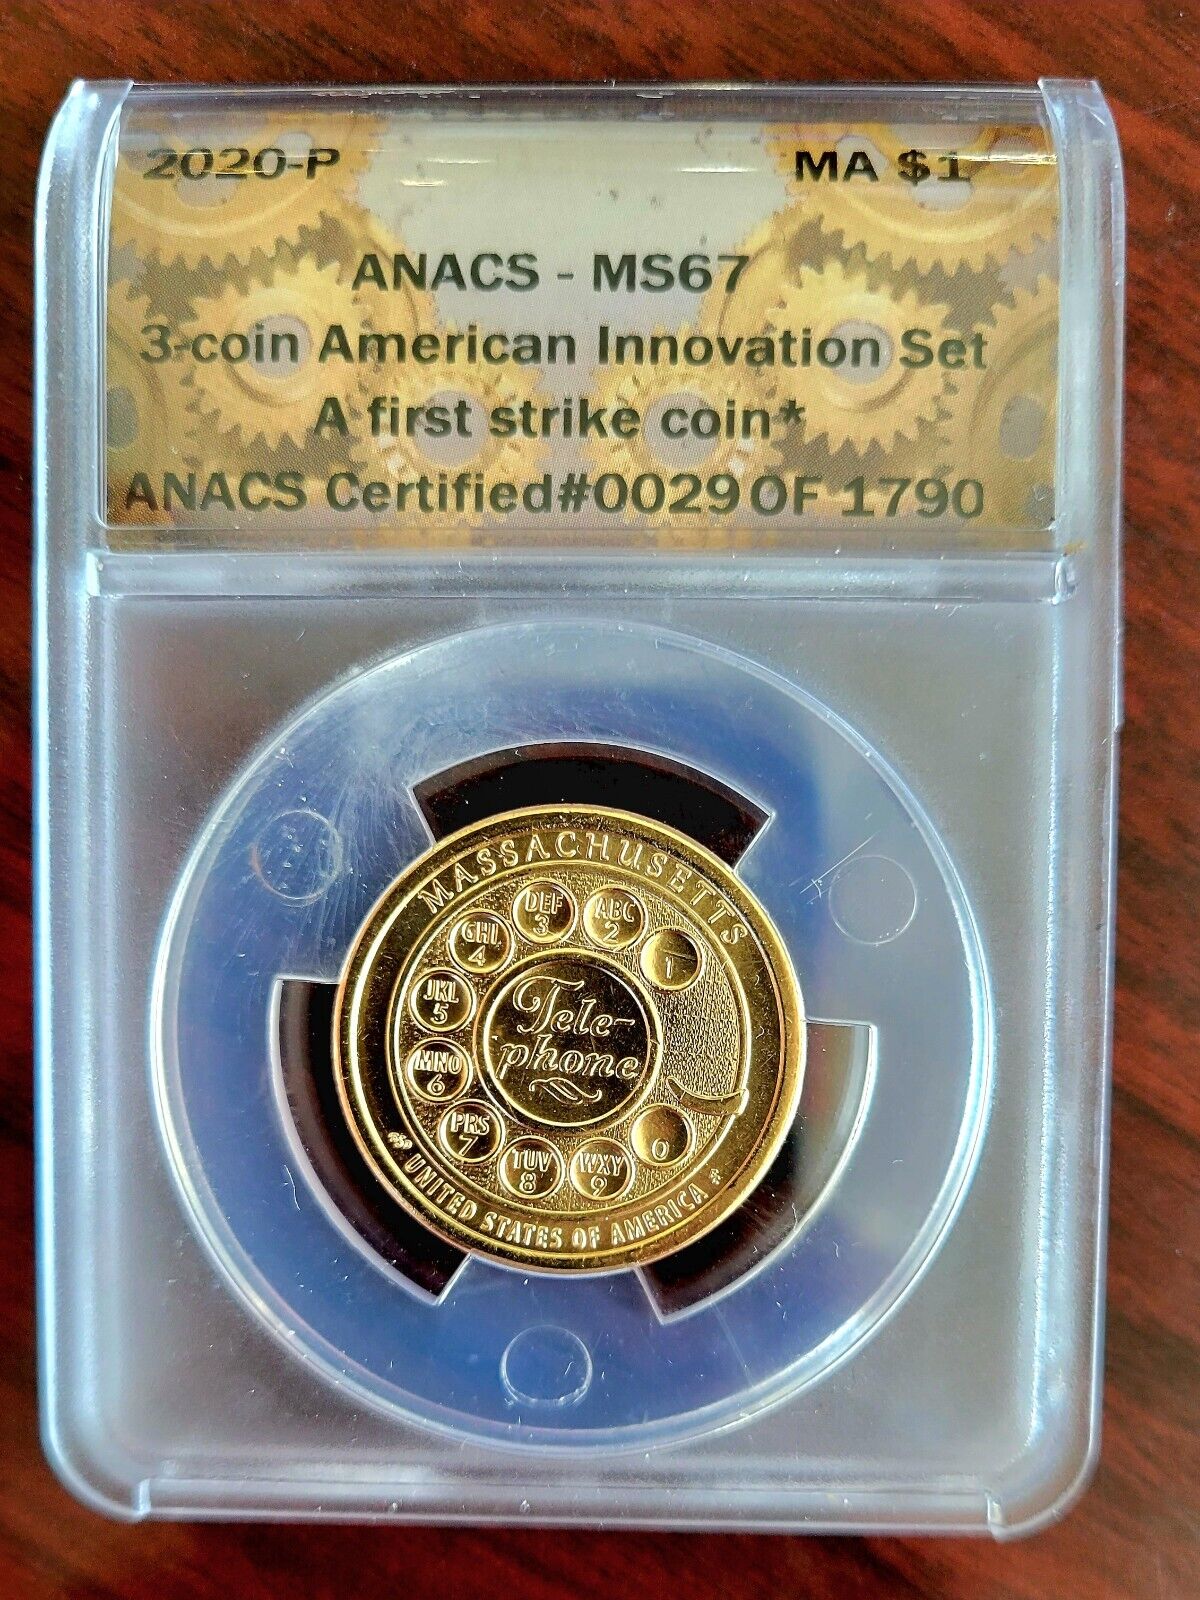 2020-P MA $1
ANACS - MS67
3-coin American Innovation Set
A first strike coin*
ANACS Certified#0029 OF 1790
MASSACHUSETTS
1
ABC
2
DEF
3
GHI
4
JKL
5
MNO
6
PRS
7
TUV
8
WXY
9
0
Tele-
phone
UNITED STATES OF AMERICA